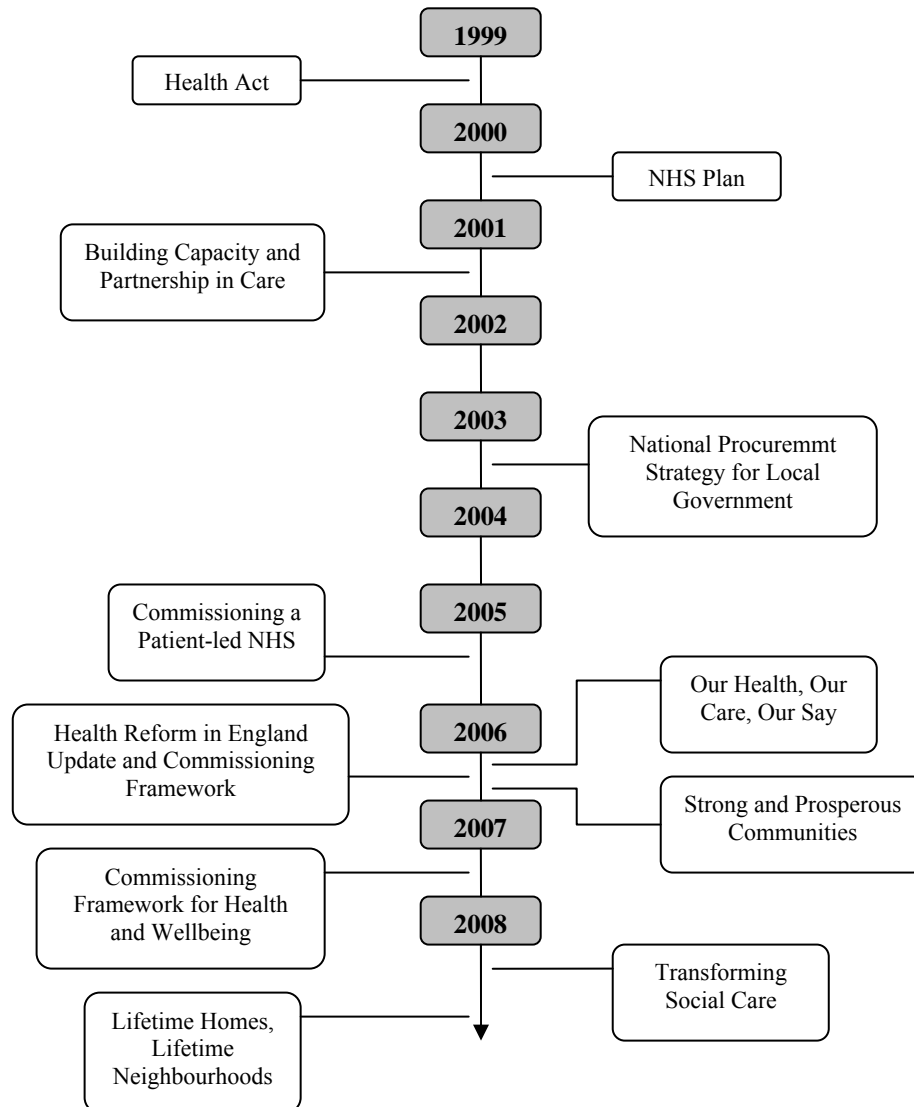 1999
Health Act
2000
NHS Plan
2001
Building Capacity and
Partnership in Care
2002
2003
National Procuremmt
Strategy for Local
Government
2004
2005
Commissioning a
Patient-led NHS
Our Health, Our
Care, Our Say
2006
Health Reform in England
Update and Commissioning
Framework
Strong and Prosperous
Communities
2007
Commissioning
Framework for Health
and Wellbeing
2008
Transforming
Social Care
Lifetime Homes,
Lifetime
Neighbourhoods